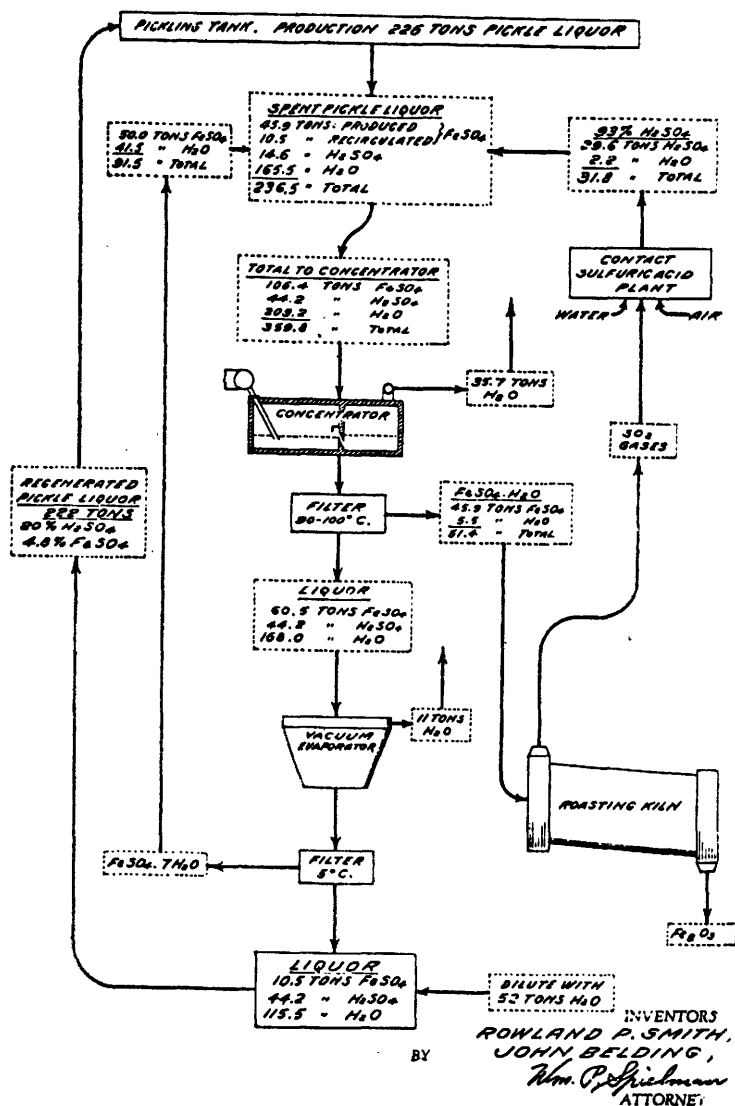 PICKLING TANK. PRODUCTION 226 TONS PICKLE LIQUOR
SPENT PICKLE LIQUOR
45.9 TONS: PRODUCED
10.5 " RECIRCULATED } FeSO4
14.6 " H2SO4
165.5 " H2O
236.5 " TOTAL
50.0 TONS FeSO4
41.5 " H2O
91.5 " TOTAL
93% H2SO4
29.6 TONS H2SO4
2.2 " H2O
31.8 " TOTAL
TOTAL TO CONCENTRATOR
106.4 TONS FeSO4
44.2 " H2SO4
209.2 " H2O
359.8 " TOTAL
CONTACT
SULFURIC ACID
PLANT
WATER
AIR
35.7 TONS
H2O
CONCENTRATOR
SO2
GASES
REGENERATED
PICKLE LIQUOR
222 TONS
20% H2SO4
4.8% FeSO4
FILTER
90-100°C.
FeSO4.H2O
45.9 TONS FeSO4
5.5 " H2O
51.4 " TOTAL
LIQUOR
60.5 TONS FeSO4
44.2 " H2SO4
168.0 " H2O
VACUUM
EVAPORATOR
11 TONS
H2O
ROASTING KILN
FeSO4.7H2O
FILTER
5°C.
Fe2O3
LIQUOR
10.5 TONS FeSO4
44.2 " H2SO4
115.5 " H2O
DILUTE WITH
52 TONS H2O
INVENTORS
ROWLAND P. SMITH,
JOHN BELDING,
BY
Wm. P. Spielman
ATTORNEY